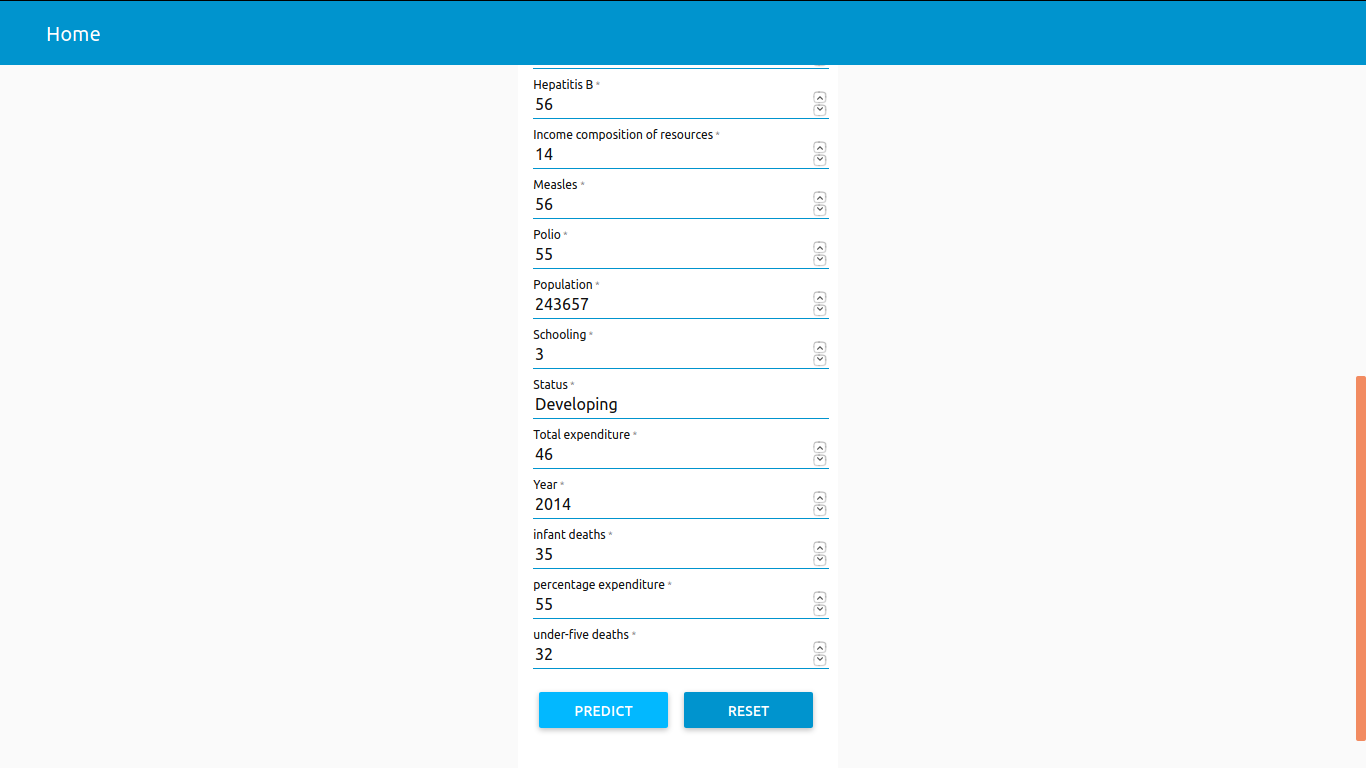 Home
Hepatitis B *
56
Income composition of resources *
14
Measles *
56
Polio *
55
Population *
243657
Schooling *
3
Status *
Developing
Total expenditure *
46
Year *
2014
infant deaths *
35
percentage expenditure *
55
under-five deaths *
32
PREDICT RESET